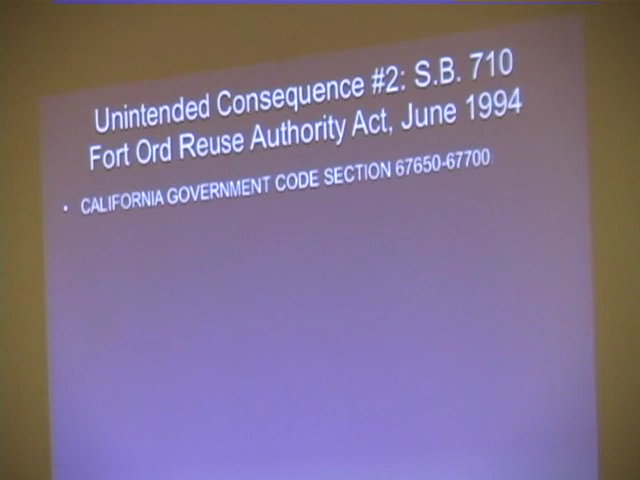 Unintended Consequence #2: S.B. 710
Fort Ord Reuse Authority Act, June 1994
• CALIFORNIA GOVERNMENT CODE SECTION 67650-67700